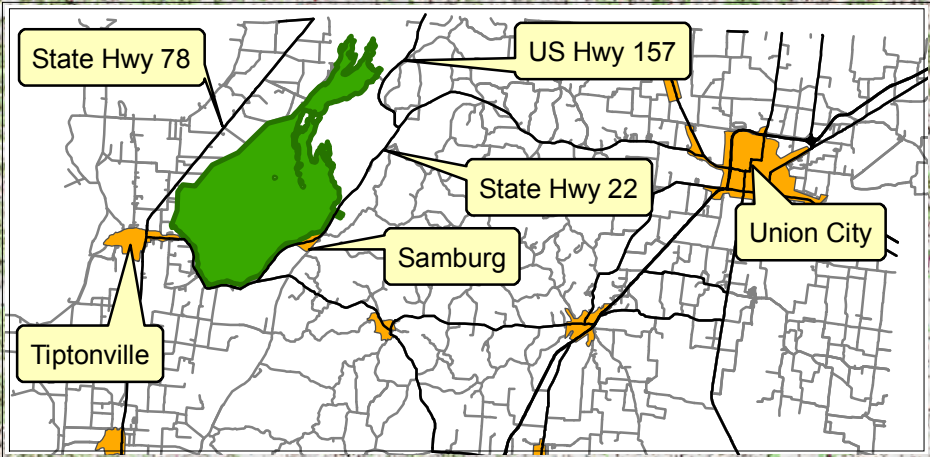 State Hwy 78
US Hwy 157
State Hwy 22
Union City
Samburg
Tiptonville